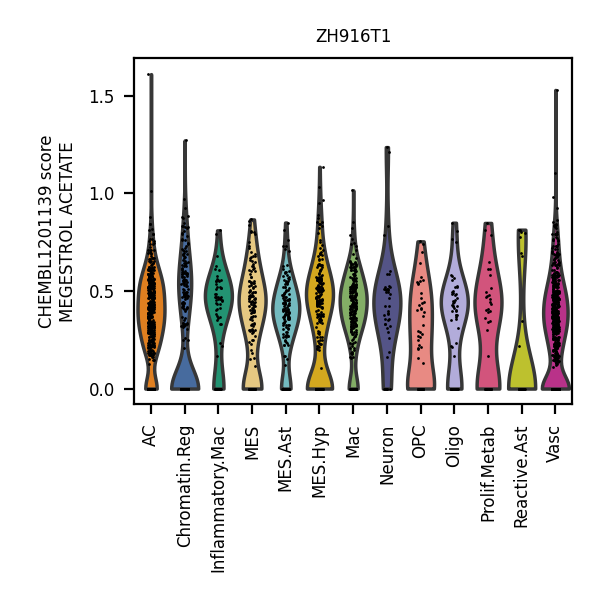 ZH916T1
CHEMBL1201139 score
MEGESTROL ACETATE
1.5
1.0
0.5
0.0
AC
Chromatin.Reg
Inflammatory.Mac
MES
MES.Ast
MES.Hyp
Mac
Neuron
OPC
Oligo
Prolif.Metab
Reactive.Ast
Vasc